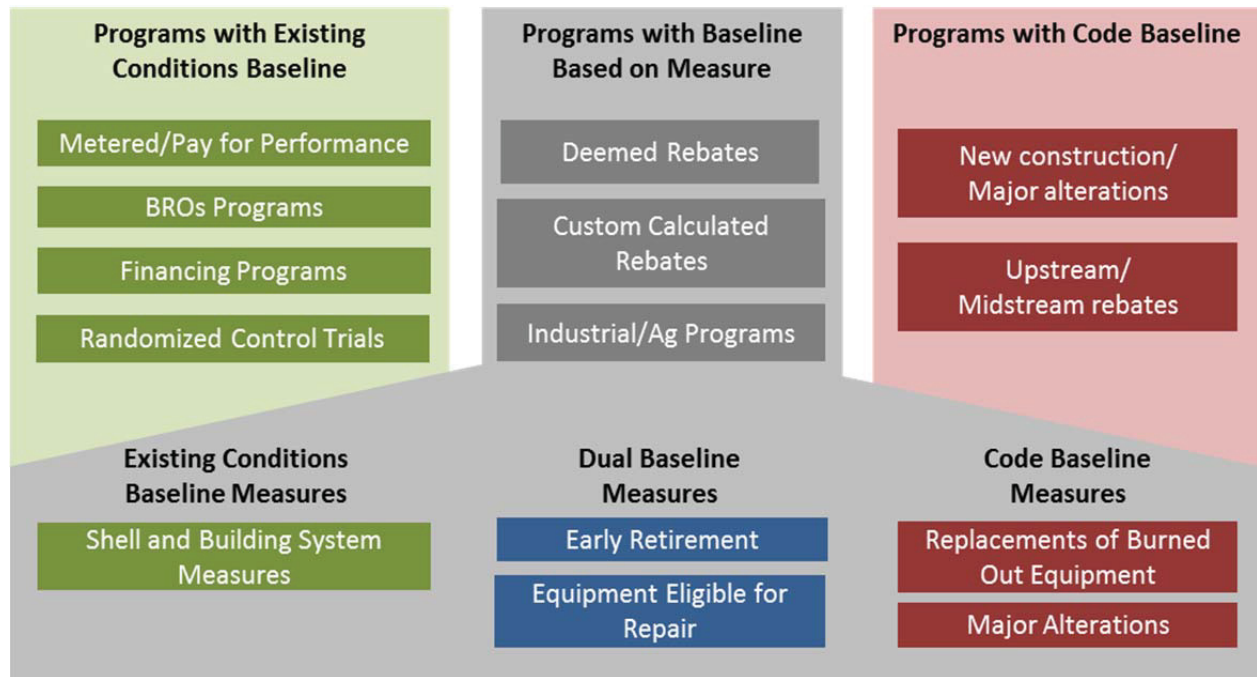 Programs with Existing
Conditions Baseline
Metered/Pay for Performance
BROs Programs
Financing Programs
Randomized Control Trials
Programs with Baseline
Based on Measure
Deemed Rebates
Custom Calculated
Rebates
Industrial/Ag Programs
Programs with Code Baseline
New construction/
Major alterations
Upstream/
Midstream rebates
Existing Conditions
Baseline Measures
Shell and Building System
Measures
Dual Baseline
Measures
Early Retirement
Equipment Eligible for
Repair
Code Baseline
Measures
Replacements of Burned
Out Equipment
Major Alterations